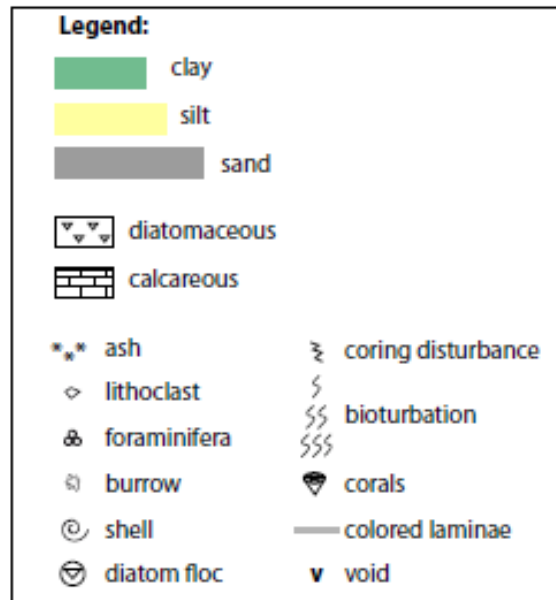 Legend:
clay
silt
sand
diatomaceous
calcareous
ash
coring disturbance
lithoclast
foraminifera
bioturbation
burrow
corals
shell
colored laminae
diatom floc
v void